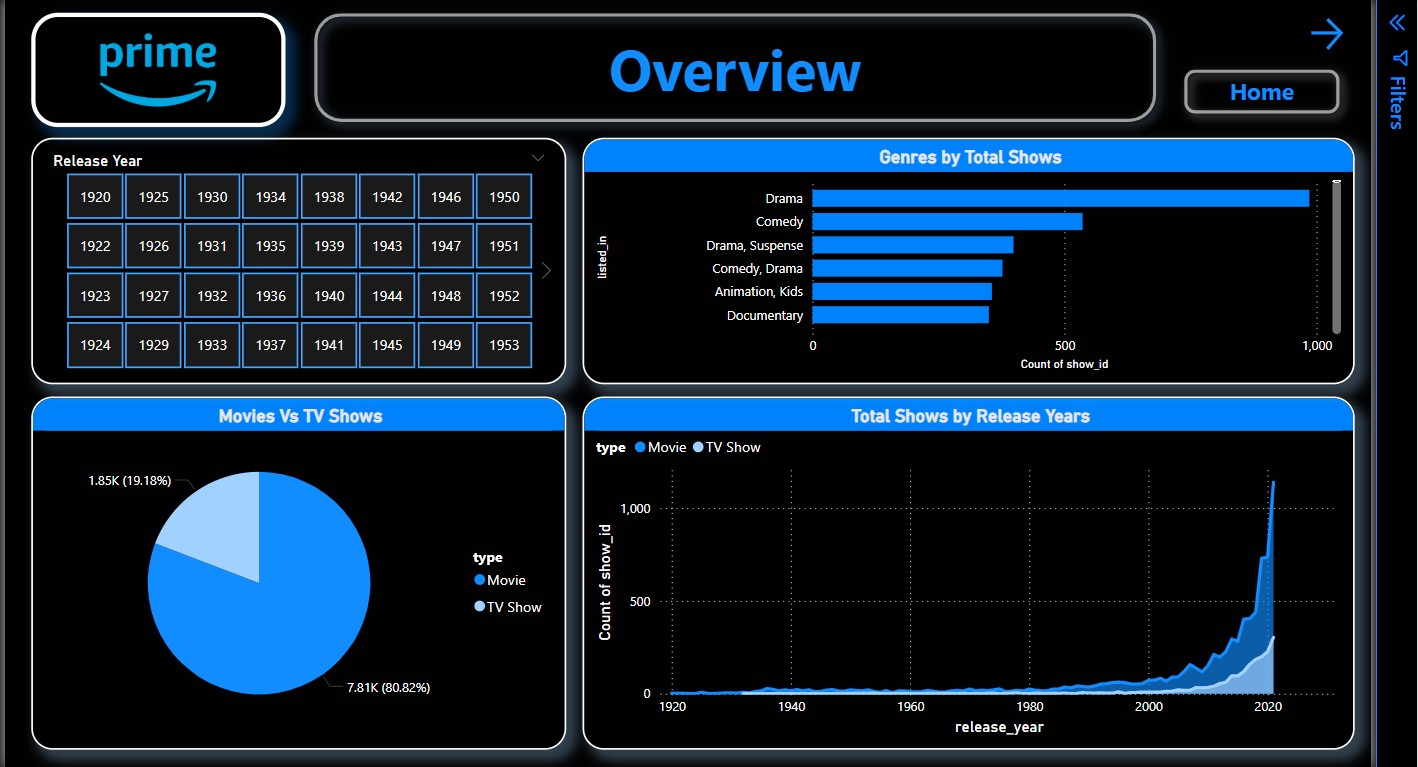 prime
Overview
Home
Filters
Release Year
1920 1925 1930 1934 1938 1942 1946 1950
1922 1926 1931 1935 1939 1943 1947 1951
1923 1927 1932 1936 1940 1944 1948 1952
1924 1929 1933 1937 1941 1945 1949 1953
Genres by Total Shows
listed_in
Drama
Comedy
Drama, Suspense
Comedy, Drama
Animation, Kids
Documentary
0 500 1,000
Count of show_id
Movies Vs TV Shows
1.85K (19.18%)
7.81K (80.82%)
type
Movie
TV Show
Total Shows by Release Years
type Movie TV Show
Count of show_id
1,000
500
0
1920 1940 1960 1980 2000 2020
release_year